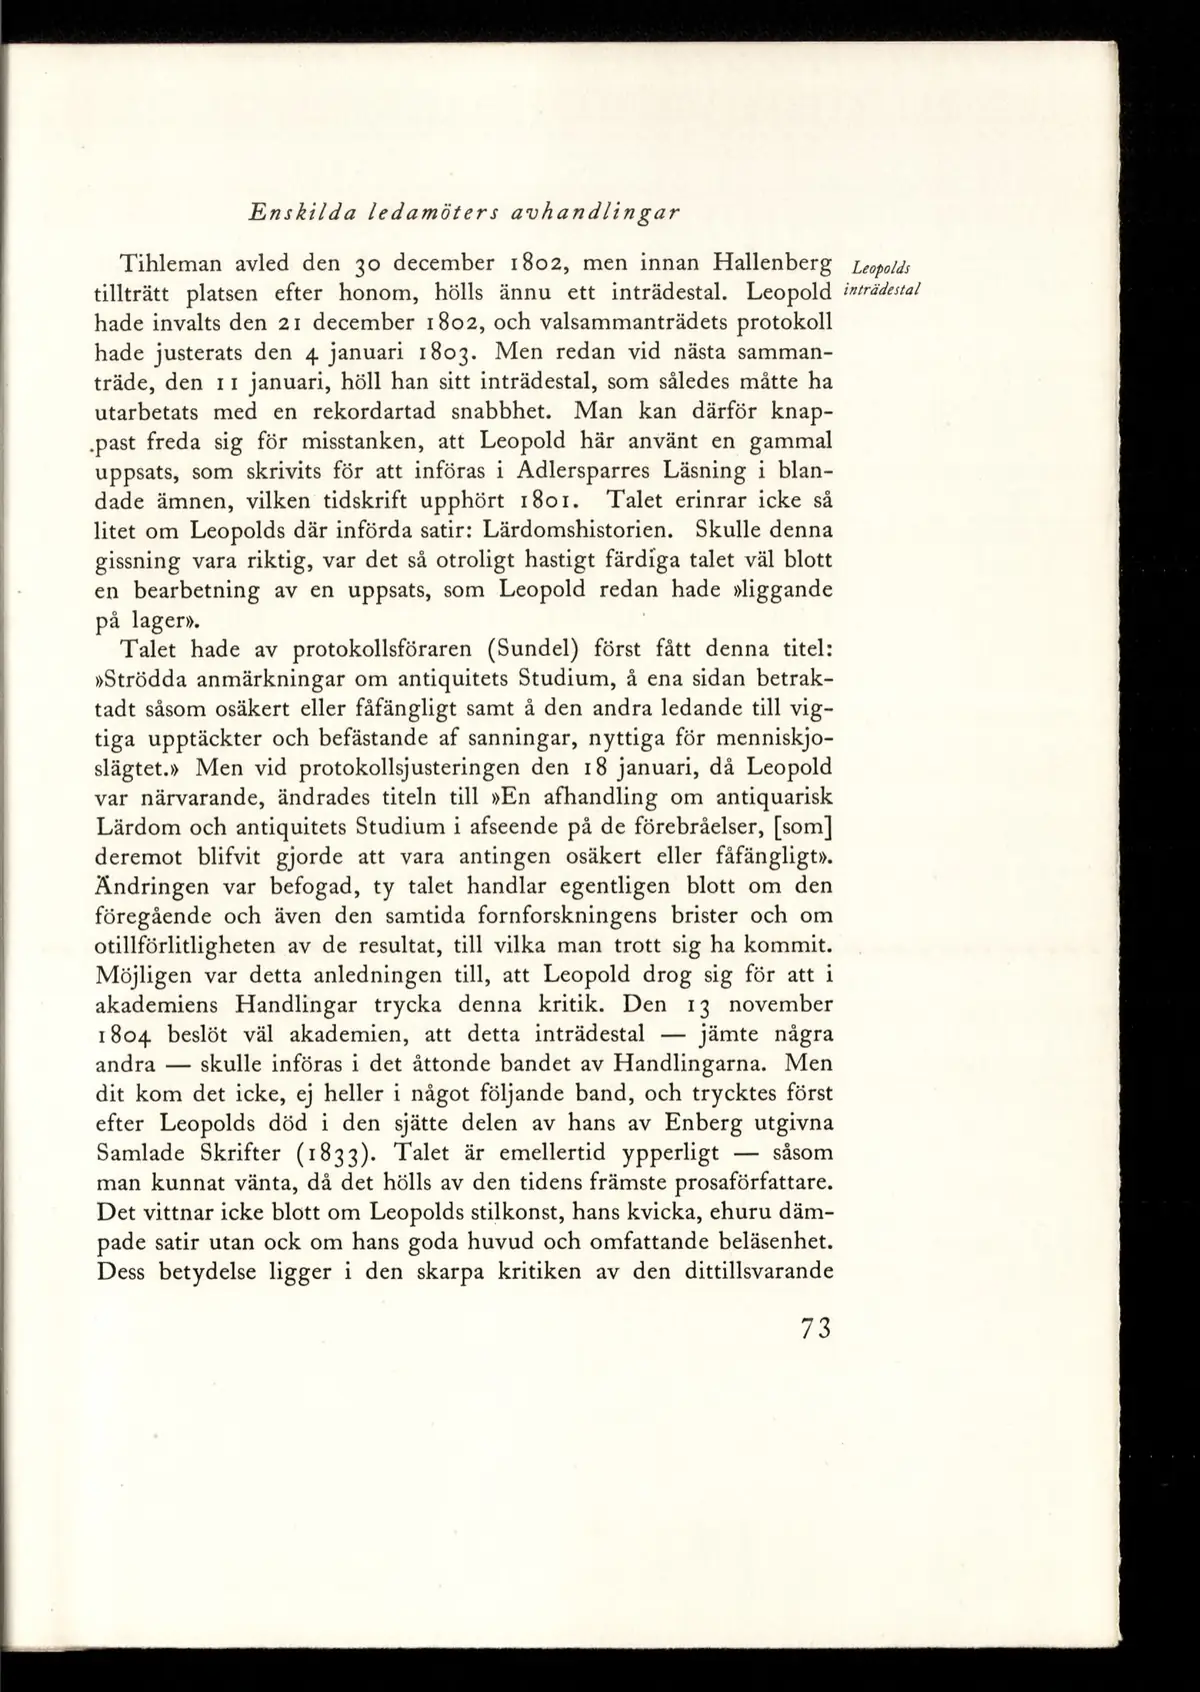 Enskilda ledamöters avhandlingar
Tihleman avled den 30 december 1802, men innan Hallenberg
Leopolds
tillträtt platsen efter honom, hölls ännu ett inträdestal. Leopold
inträdestal
hade invalts den 21 december 1802, och valsammanträdets protokoll
hade justerats den 4 januari 1803. Men redan vid nästa samman-
träde, den 11 januari, höll han sitt inträdestal, som således måtte ha
utarbetats med en rekordartad snabbhet. Man kan därför knap-
past freda sig för misstanken, att Leopold här använt en gammal
uppsats, som skrivits för att införas i Adlersparres Läsning i blan-
dade ämnen, vilken tidskrift upphört 1801. Talet erinrar icke så
litet om Leopolds där införda satir: Lärdomshistorien. Skulle denna
gissning vara riktig, var det så otroligt hastigt färdiga talet väl blott
en bearbetning av en uppsats, som Leopold redan hade »liggande
på lager».
Talet hade av protokollsföraren (Sundel) först fått denna titel:
»Strödda anmärkningar om antiquitets Studium, å ena sidan betrak-
tadt såsom osäkert eller fåfängligt samt å den andra ledande till vig-
tiga upptäckter och befästande af sanningar, nyttiga för menniskjo-
slägtet.» Men vid protokollsjusteringen den 18 januari, då Leopold
var närvarande, ändrades titeln till »En afhandling om antiquarisk
Lärdom och antiquitets Studium i afseende på de förebråelser, [som]
deremot blifvit gjorde att vara antingen osäkert eller fåfängligt».
Ändringen var befogad, ty talet handlar egentligen blott om den
föregående och även den samtida fornforskningens brister och om
otillförlitligheten av de resultat, till vilka man trott sig ha kommit.
Möjligen var detta anledningen till, att Leopold drog sig för att i
akademiens Handlingar trycka denna kritik. Den 13 november
1804 beslöt väl akademien, att detta inträdestal — jämte några
andra — skulle införas i det åttonde bandet av Handlingarna. Men
dit kom det icke, ej heller i något följande band, och trycktes först
efter Leopolds död i den sjätte delen av hans av Enberg utgivna
Samlade Skrifter (1833). Talet är emellertid ypperligt — såsom
man kunnat vänta, då det hölls av den tidens främste prosaförfattare.
Det vittnar icke blott om Leopolds stilkonst, hans kvicka, ehuru däm-
pade satir utan ock om hans goda huvud och omfattande beläsenhet.
Dess betydelse ligger i den skarpa kritiken av den dittillsvarande
73